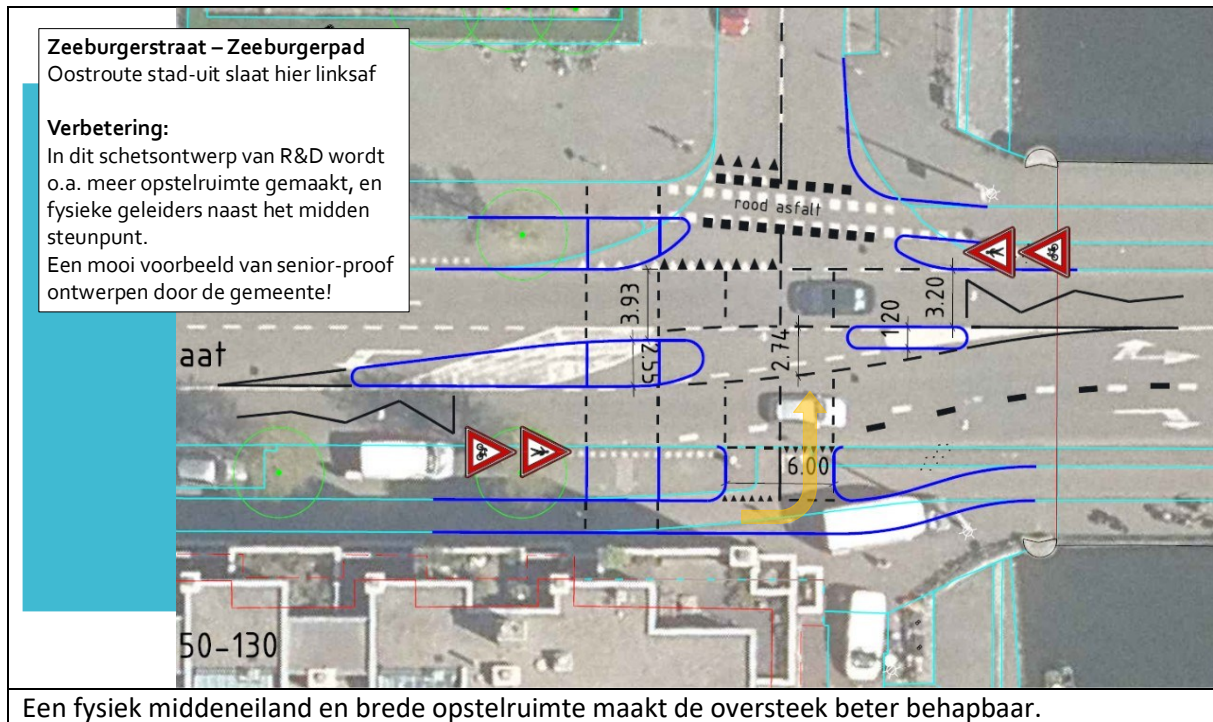 Zeeburgerstraat – Zeeburgerpad
Oostroute stad-uit slaat hier linksaf
Verbetering:
In dit schetsontwerp van R&D wordt
o.a. meer opstelruimte gemaakt, en
fysieke geleiders naast het midden
steunpunt.
Een mooi voorbeeld van senior-proof
ontwerpen door de gemeente!
rood asfalt
3.93
1.20
3.20
aat
2.55
2.74
6.00
50-130
Een fysiek middeneiland en brede opstelruimte maakt de oversteek beter behapbaar.